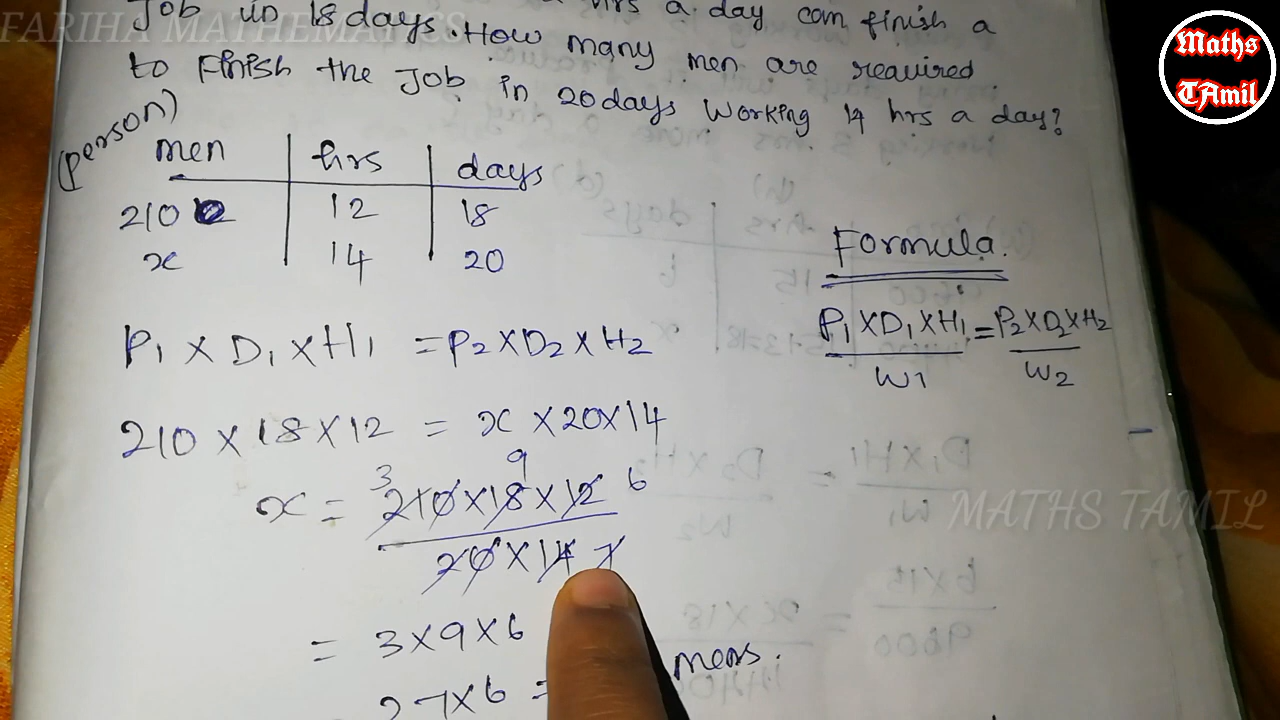 hrs a day can finish a
Job in 18 days. How many men are required
to Finish the Job in 20 days working 14 hrs a day?
FARIHA MATHEMATICS
Maths
TAmil
(person)
men hrs days
210 12 18
x 14 20
Formula.
P1 X D1 X H1 = P2 X D2 X H2
W1 W2
P1 X D1 X H1 = P2 X D2 X H2
210 X 18 X 12 = x X 20 X 14
3 9 6
x = 210 X 18 X 12
20 X 14 7
MATHS TAMIL
= 3 X 9 X 6
27 X 6 =
mens.